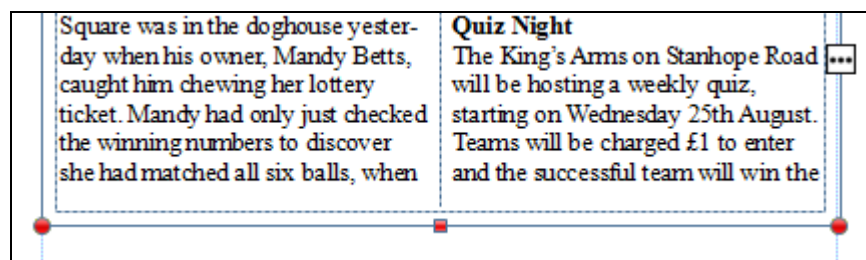 Square was in the doghouse yester-
day when his owner, Mandy Betts,
caught him chewing her lottery
ticket. Mandy had only just checked
the winning numbers to discover
she had matched all six balls, when
Quiz Night
The King's Arms on Stanhope Road
will be hosting a weekly quiz,
starting on Wednesday 25th August.
Teams will be charged £1 to enter
and the successful team will win the